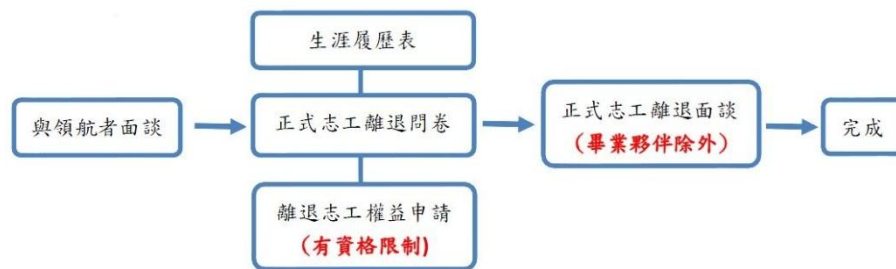 生涯履歷表
與領航者面談
正式志工離退問卷
正式志工離退面談
(畢業夥伴除外)
完成
離退志工權益申請
(有資格限制)